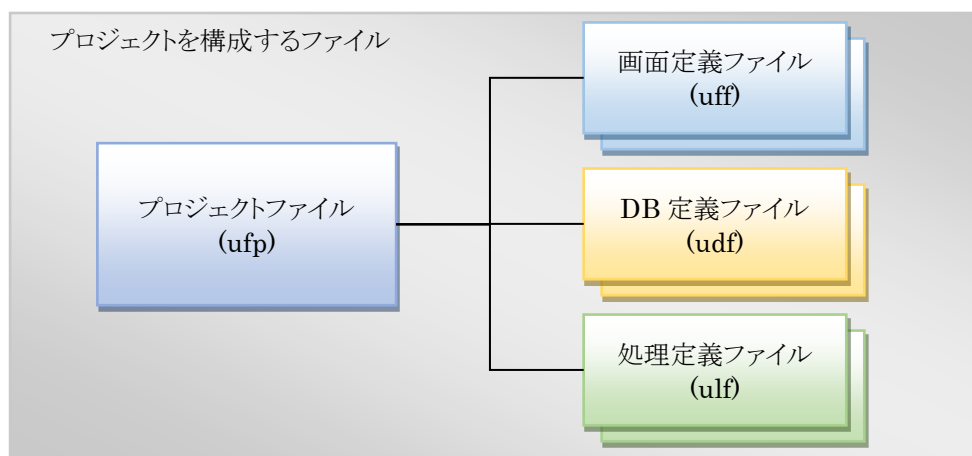 プロジェクトを構成するファイル
画面定義ファイル
(uff)
プロジェクトファイル
(ufp)
DB 定義ファイル
(udf)
処理定義ファイル
(ulf)